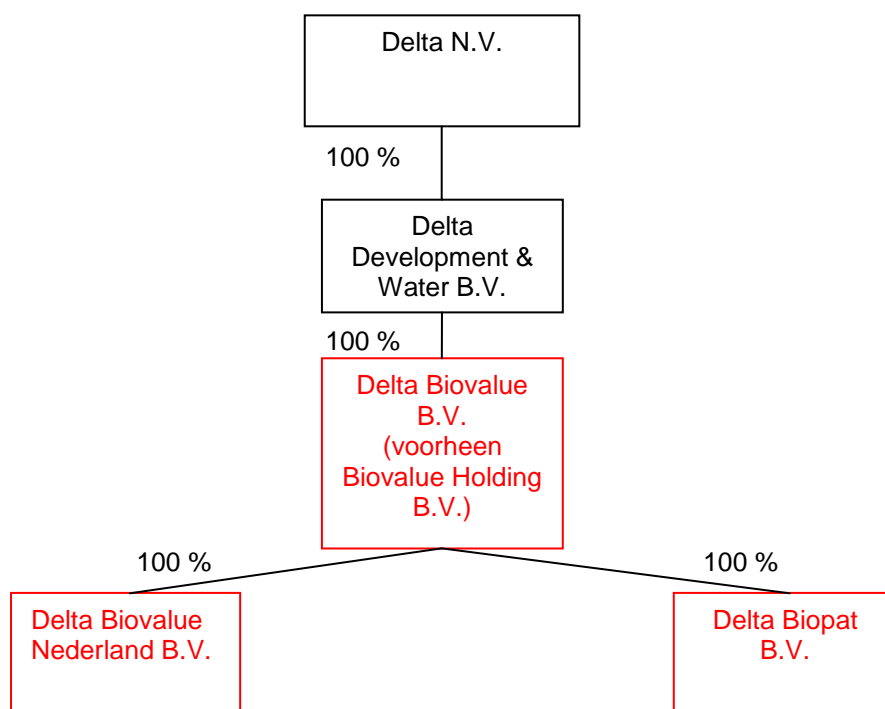 Delta N.V.
100 %
Delta
Development &
Water B.V.
100 %
Delta Biovalue
B.V.
(voorheen
Biovalue Holding
B.V.)
100 %
100 %
Delta Biovalue
Nederland B.V.
Delta Biopat
B.V.